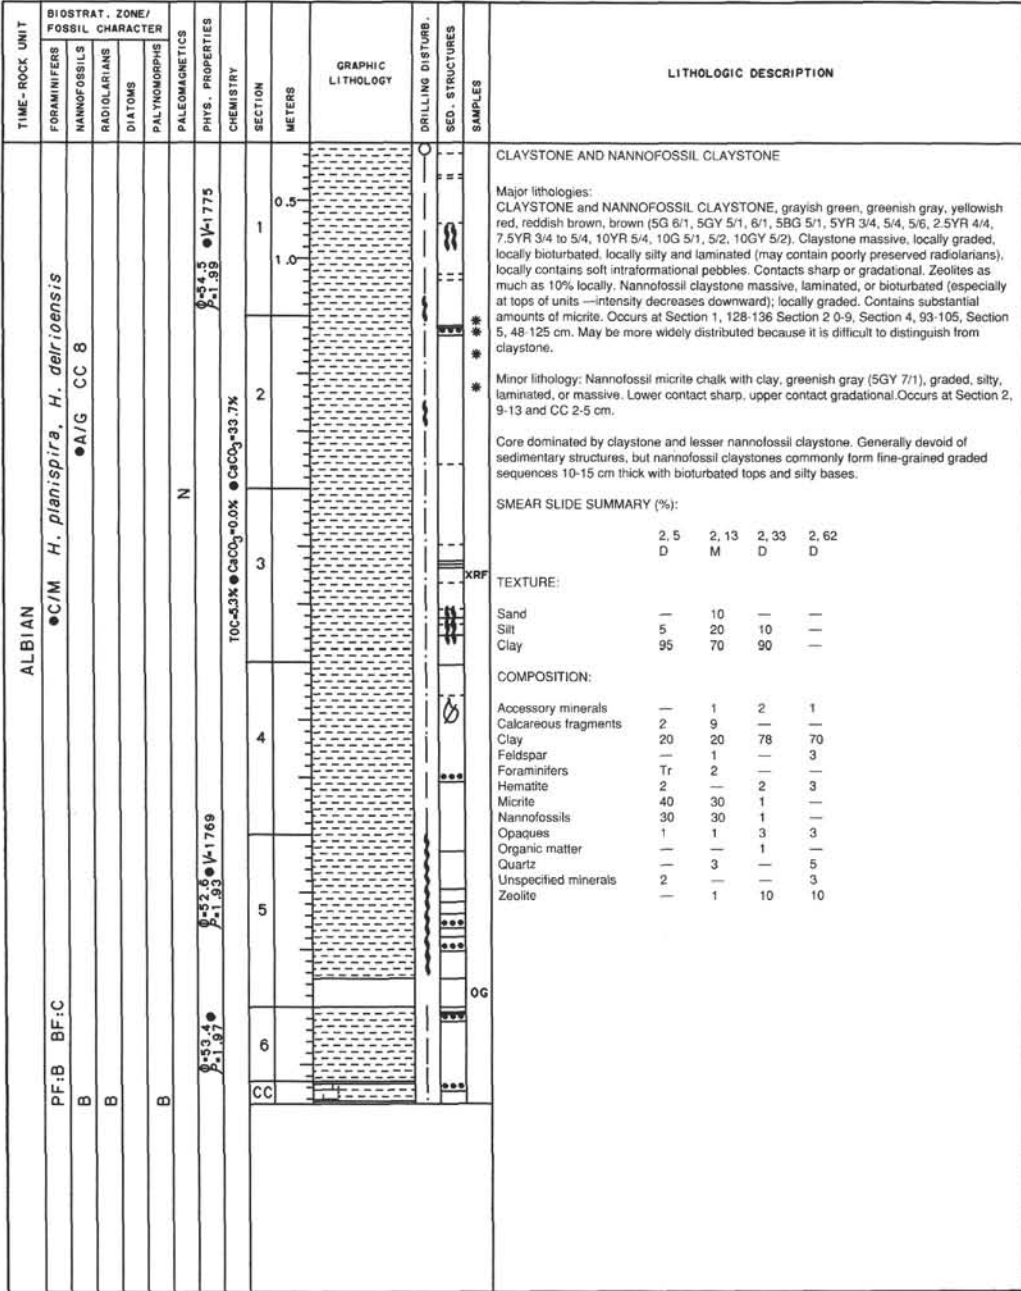 BIOSTRAT. ZONE/
FOSSIL CHARACTER
TIME-ROCK UNIT
FORAMINIFERS
NANNOFOSSILS
RADIOLARIANS
DIATOMS
PALYNOMORPHS
PALEOMAGNETICS
PHYS. PROPERTIES
CHEMISTRY
SECTION
METERS
GRAPHIC
LITHOLOGY
DRILLING DISTURB.
SED. STRUCTURES
SAMPLES
LITHOLOGIC DESCRIPTION
ALBIAN
●C/M H. planispira, H. delrioensis
PF:B BF:C
●A/G CC 8
B
B
B
N
Φ=54.5 ●V-1775
P=1.99
Φ=52.6 ●V-1769
P=1.93
Φ=53.4 ●
P=1.97
TOC=5.3% ● CaCO3=0.0% ● CaCO3=33.7%
1
2
3
4
5
6
CC
0.5
1.0
*
*
*
*
XRF
OG
CLAYSTONE AND NANNOFOSSIL CLAYSTONE
Major lithologies:
CLAYSTONE and NANNOFOSSIL CLAYSTONE, grayish green, greenish gray, yellowish
red, reddish brown, brown (5G 6/1, 5GY 5/1, 6/1, 5BG 5/1, 5YR 3/4, 5/4, 5/6, 2.5YR 4/4,
7.5YR 3/4 to 5/4, 10YR 5/4, 10G 5/1, 5/2, 10GY 5/2). Claystone massive, locally graded,
locally bioturbated, locally silty and laminated (may contain poorly preserved radiolarians),
locally contains soft intraformational pebbles. Contacts sharp or gradational. Zeolites as
much as 10% locally. Nannofossil claystone massive, laminated, or bioturbated (especially
at tops of units —intensity decreases downward); locally graded. Contains substantial
amounts of micrite. Occurs at Section 1, 128-136 Section 2 0-9, Section 4, 93-105, Section
5, 48-125 cm. May be more widely distributed because it is difficult to distinguish from
claystone.
Minor lithology: Nannofossil micrite chalk with clay, greenish gray (5GY 7/1), graded, silty,
laminated, or massive. Lower contact sharp, upper contact gradational.Occurs at Section 2,
9-13 and CC 2-5 cm.
Core dominated by claystone and lesser nannofossil claystone. Generally devoid of
sedimentary structures, but nannofossil claystones commonly form fine-grained graded
sequences 10-15 cm thick with bioturbated tops and silty bases.
SMEAR SLIDE SUMMARY (%):
2, 5 2, 13 2, 33 2, 62
D M D D
TEXTURE:
Sand — 10 — —
Silt 5 20 10 —
Clay 95 70 90 —
COMPOSITION:
Accessory minerals — 1 2 1
Calcareous fragments 2 9 — —
Clay 20 20 78 70
Feldspar — 1 — 3
Foraminifers Tr 2 — —
Hematite 2 — 2 3
Micrite 40 30 1 —
Nannofossils 30 30 1 —
Opaques 1 1 3 3
Organic matter — — 1 —
Quartz — 3 — 5
Unspecified minerals 2 — — 3
Zeolite — 1 10 10